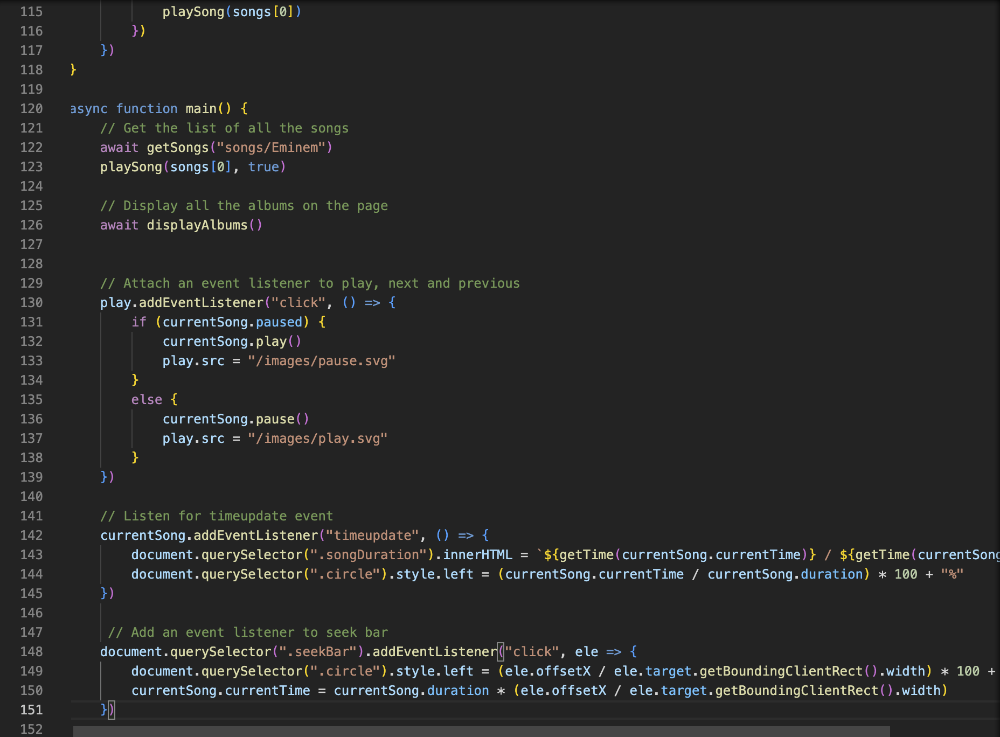 115             playSong(songs[0])
116         })
117     })
118 }
119
120 async function main() {
121     // Get the list of all the songs
122     await getSongs("songs/Eminem")
123     playSong(songs[0], true)
124
125     // Display all the albums on the page
126     await displayAlbums()
127
128
129     // Attach an event listener to play, next and previous
130     play.addEventListener("click", () => {
131         if (currentSong.paused) {
132             currentSong.play()
133             play.src = "/images/pause.svg"
134         }
135         else {
136             currentSong.pause()
137             play.src = "/images/play.svg"
138         }
139     })
140
141     // Listen for timeupdate event
142     currentSong.addEventListener("timeupdate", () => {
143         document.querySelector(".songDuration").innerHTML = `${getTime(currentSong.currentTime)} / ${getTime(currentSong
144         document.querySelector(".circle").style.left = (currentSong.currentTime / currentSong.duration) * 100 + "%"
145     })
146
147      // Add an event listener to seek bar
148     document.querySelector(".seekBar").addEventListener("click", ele => {
149         document.querySelector(".circle").style.left = (ele.offsetX / ele.target.getBoundingClientRect().width) * 100 +
150         currentSong.currentTime = currentSong.duration * (ele.offsetX / ele.target.getBoundingClientRect().width)
151     })
152